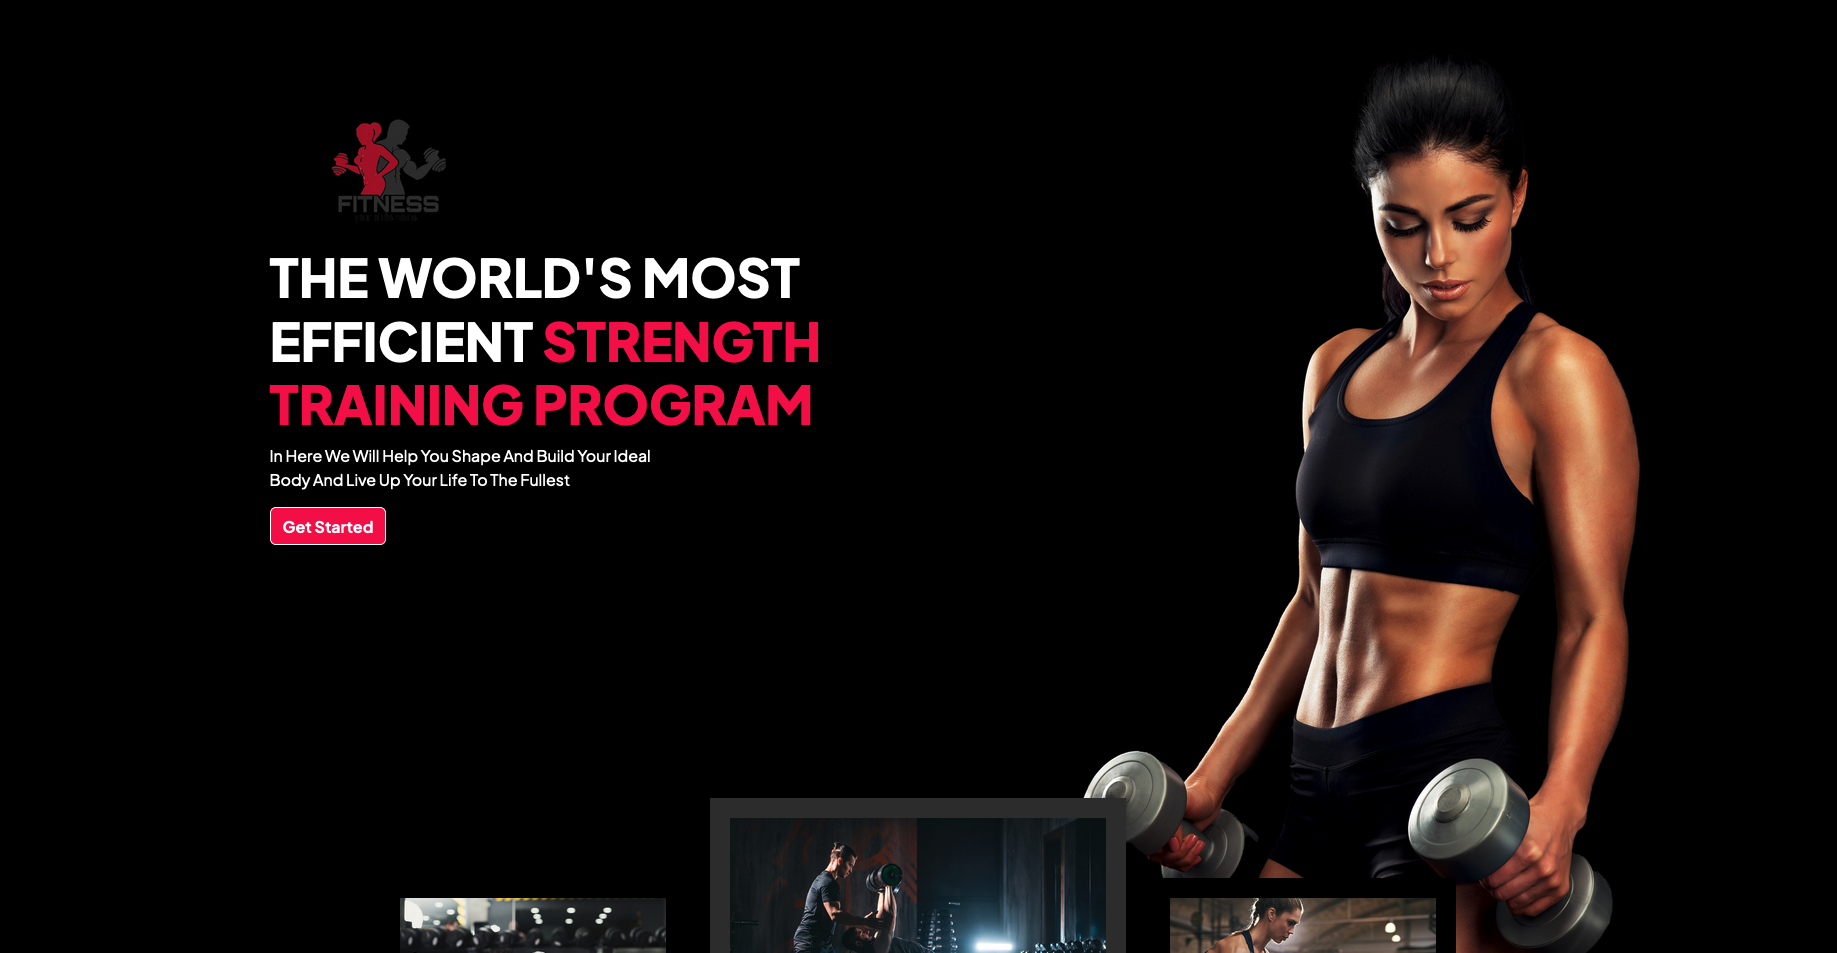 FITNESS
THE WORLD'S MOST
EFFICIENT STRENGTH
TRAINING PROGRAM
In Here We Will Help You Shape And Build Your Ideal
Body And Live Up Your Life To The Fullest
Get Started